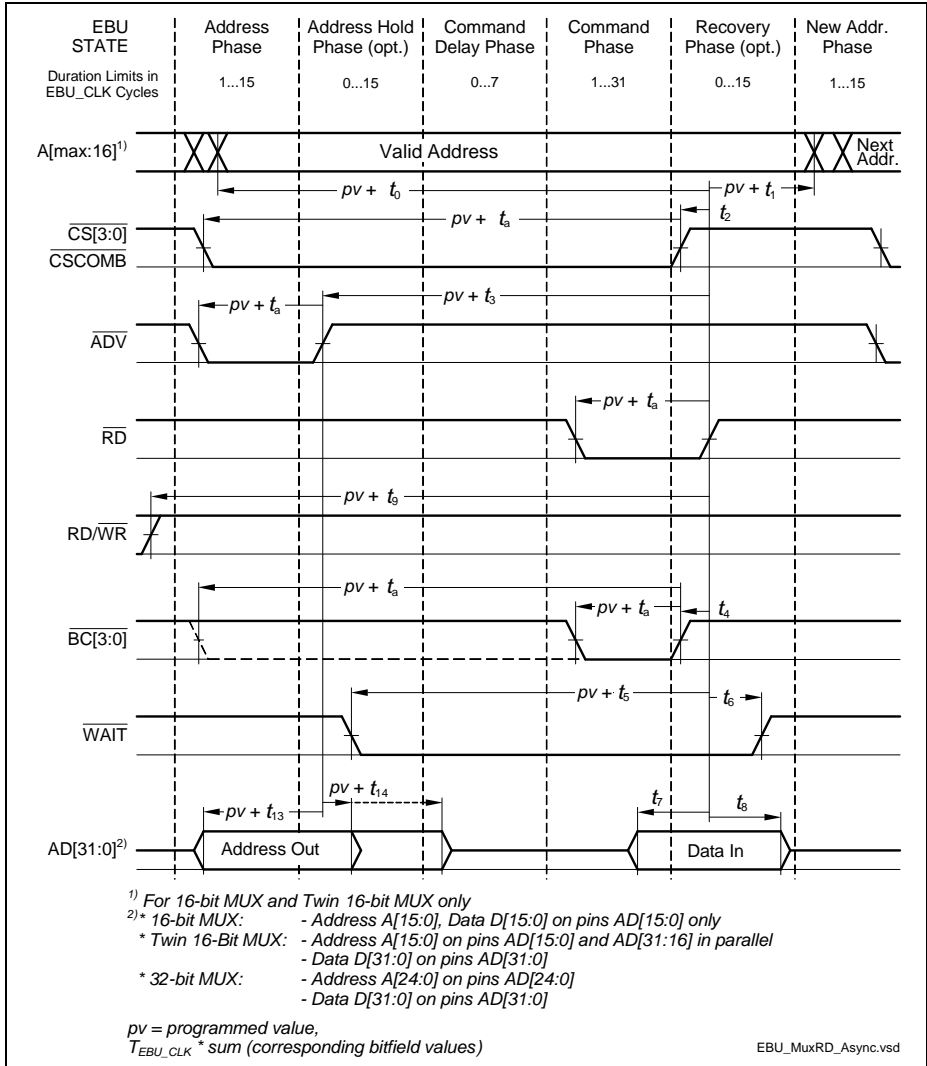 EBU STATE
Address Phase
Address Hold Phase (opt.)
Command Delay Phase
Command Phase
Recovery Phase (opt.)
New Addr. Phase
Duration Limits in EBU_CLK Cycles
1...15
0...15
0...7
1...31
0...15
1...15
A[max:16]1)
Valid Address
Next Addr.
pv + t0
pv + t1
pv + ta
t2
CS[3:0]
CSCOMB
pv + ta
pv + t3
ADV
pv + ta
RD
pv + t9
RD/WR
pv + ta
pv + ta
t4
BC[3:0]
pv + t5
t6
WAIT
pv + t14
pv + t13
t7
t8
AD[31:0]2)
Address Out
Data In
1) For 16-bit MUX and Twin 16-bit MUX only
2)* 16-bit MUX: - Address A[15:0], Data D[15:0] on pins AD[15:0] only
* Twin 16-Bit MUX: - Address A[15:0] on pins AD[15:0] and AD[31:16] in parallel
- Data D[31:0] on pins AD[31:0]
* 32-bit MUX: - Address A[24:0] on pins AD[24:0]
- Data D[31:0] on pins AD[31:0]
pv = programmed value,
TEBU_CLK * sum (corresponding bitfield values)
EBU_MuxRD_Async.vsd